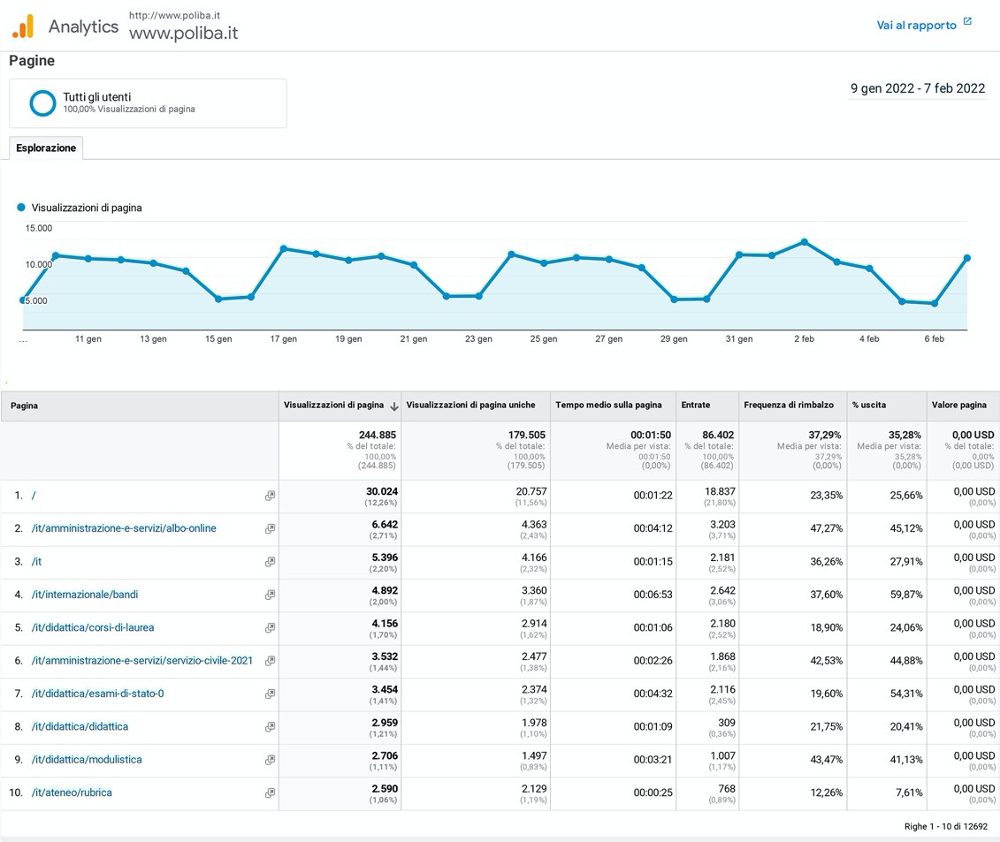 Analytics
http://www.poliba.it
www.poliba.it
Vai al rapporto
Pagine
Tutti gli utenti
100,00% Visualizzazioni di pagina
9 gen 2022 - 7 feb 2022
Esplorazione
Visualizzazioni di pagina
15.000
10.000
5.000
... 11 gen 13 gen 15 gen 17 gen 19 gen 21 gen 23 gen 25 gen 27 gen 29 gen 31 gen 2 feb 4 feb 6 feb
Pagina Visualizzazioni di pagina Visualizzazioni di pagina uniche Tempo medio sulla pagina Entrate Frequenza di rimbalzo % uscita Valore pagina
244.885 179.505 00:01:50 86.402 37,29% 35,28% 0,00 USD
% del totale: % del totale: Media per vista: % del totale: Media per vista: Media per vista: % del totale:
100,00% 100,00% 00:01:50 100,00% 37,29% 35,28% 0,00%
(244.885) (179.505) (0,00%) (86.402) (0,00%) (0,00%) (0,00 USD)
1. / 30.024 20.757 00:01:22 18.837 23,35% 25,66% 0,00 USD
(12,26%) (11,56%) (21,80%) (0,00%)
2. /it/amministrazione-e-servizi/albo-online 6.642 4.363 00:04:12 3.203 47,27% 45,12% 0,00 USD
(2,71%) (2,43%) (3,71%) (0,00%)
3. /it 5.396 4.166 00:01:15 2.181 36,26% 27,91% 0,00 USD
(2,20%) (2,32%) (2,52%) (0,00%)
4. /it/internazionale/bandi 4.892 3.360 00:06:53 2.642 37,60% 59,87% 0,00 USD
(2,00%) (1,87%) (3,06%) (0,00%)
5. /it/didattica/corsi-di-laurea 4.156 2.914 00:01:06 2.180 18,90% 24,06% 0,00 USD
(1,70%) (1,62%) (2,52%) (0,00%)
6. /it/amministrazione-e-servizi/servizio-civile-2021 3.532 2.477 00:02:26 1.868 42,53% 44,88% 0,00 USD
(1,44%) (1,38%) (2,16%) (0,00%)
7. /it/didattica/esami-di-stato-0 3.454 2.374 00:04:32 2.116 19,60% 54,31% 0,00 USD
(1,41%) (1,32%) (2,45%) (0,00%)
8. /it/didattica/didattica 2.959 1.978 00:01:09 309 21,75% 20,41% 0,00 USD
(1,21%) (1,10%) (0,36%) (0,00%)
9. /it/didattica/modulistica 2.706 1.497 00:03:21 1.007 43,47% 41,13% 0,00 USD
(1,11%) (0,83%) (1,17%) (0,00%)
10. /it/ateneo/rubrica 2.590 2.129 00:00:25 768 12,26% 7,61% 0,00 USD
(1,06%) (1,19%) (0,89%) (0,00%)
Righe 1 - 10 di 12692